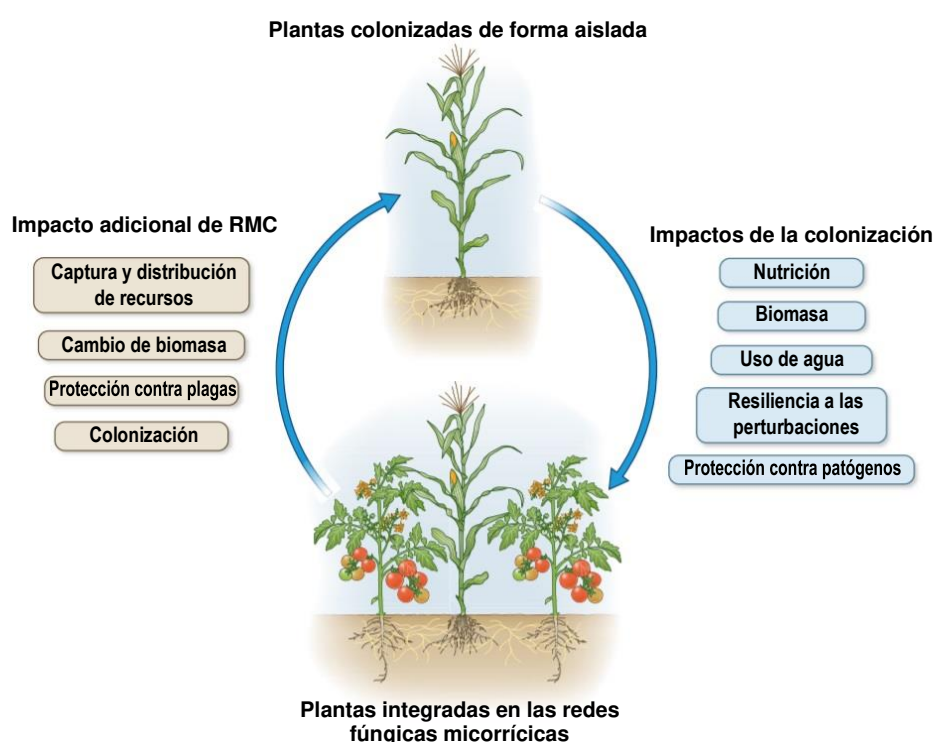 Plantas colonizadas de forma aislada
Impacto adicional de RMC
Captura y distribución
de recursos
Cambio de biomasa
Protección contra plagas
Colonización
Impactos de la colonización
Nutrición
Biomasa
Uso de agua
Resiliencia a las
perturbaciones
Protección contra patógenos
Plantas integradas en las redes
fúngicas micorrícicas